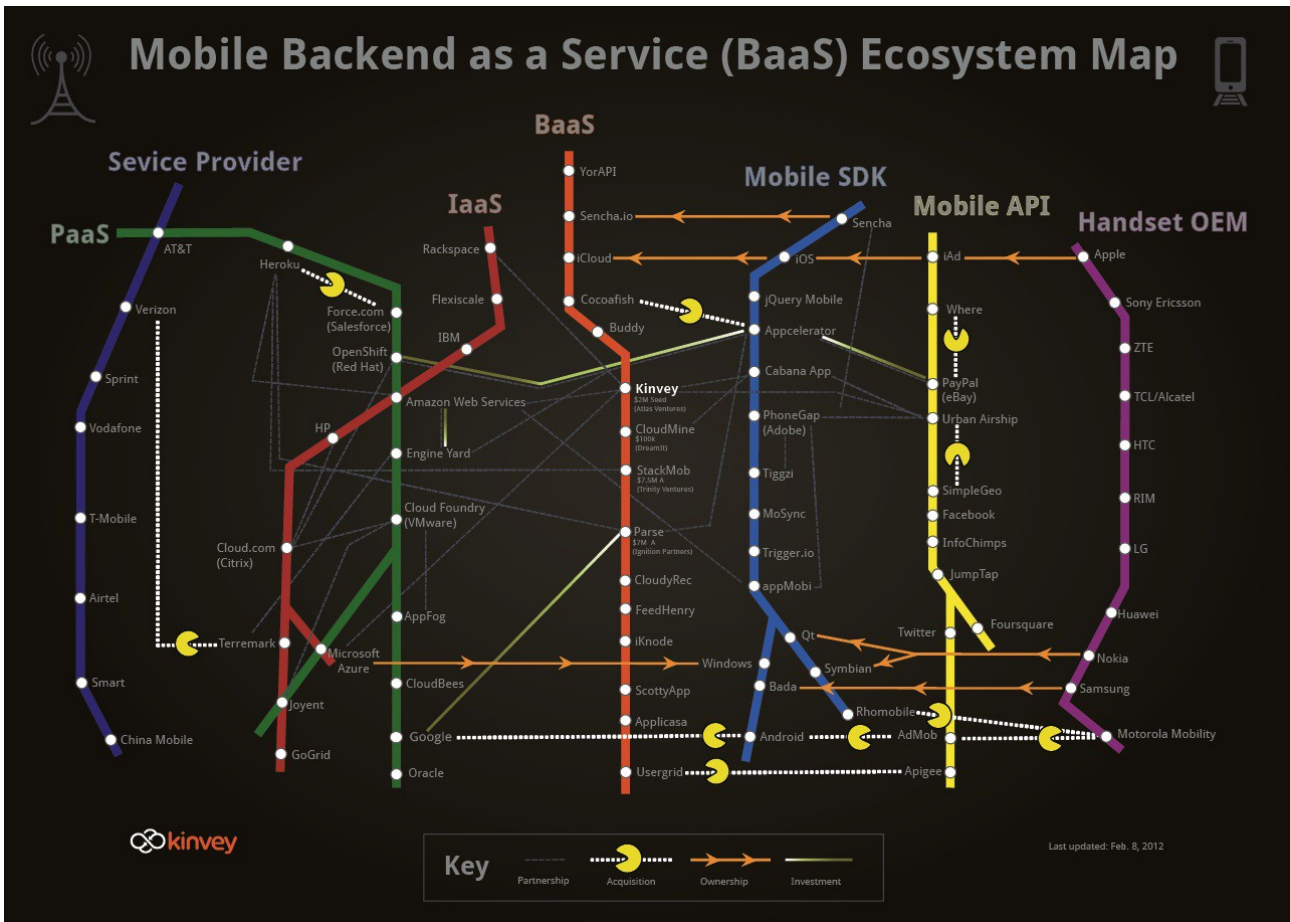 Mobile Backend as a Service (BaaS) Ecosystem Map
Sevice Provider
AT&T
Verizon
Sprint
Vodafone
T-Mobile
Airtel
Smart
China Mobile
PaaS
Heroku
Force.com
(Salesforce)
OpenShift
(Red Hat)
Amazon Web Services
Engine Yard
Cloud Foundry
(VMware)
AppFog
CloudBees
Google
Oracle
IaaS
Rackspace
Flexiscale
IBM
HP
Cloud.com
(Citrix)
Terremark
Microsoft
Azure
Joyent
GoGrid
BaaS
YorAPI
Sencha.io
iCloud
Cocoafish
Buddy
Kinvey
$2M Seed
(Atlas Ventures)
CloudMine
$100k
(DreamIt)
StackMob
$7.5M A
(Trinity Ventures)
Parse
$7M A
(Ignition Partners)
CloudyRec
FeedHenry
iKnode
ScottyApp
Applicasa
Usergrid
Mobile SDK
Sencha
iOS
jQuery Mobile
Appcelerator
Cabana App
PhoneGap
(Adobe)
Tiggzi
MoSync
Trigger.io
appMobi
Qt
Symbian
Windows
Bada
Rhomobile
Android
Mobile API
iAd
Where
PayPal
(eBay)
Urban Airship
SimpleGeo
Facebook
InfoChimps
JumpTap
Foursquare
Twitter
AdMob
Apigee
Handset OEM
Apple
Sony Ericsson
ZTE
TCL/Alcatel
HTC
RIM
LG
Huawei
Nokia
Samsung
Motorola Mobility
kinvey
Key
Partnership
Acquisition
Ownership
Investment
Last updated: Feb. 8, 2012